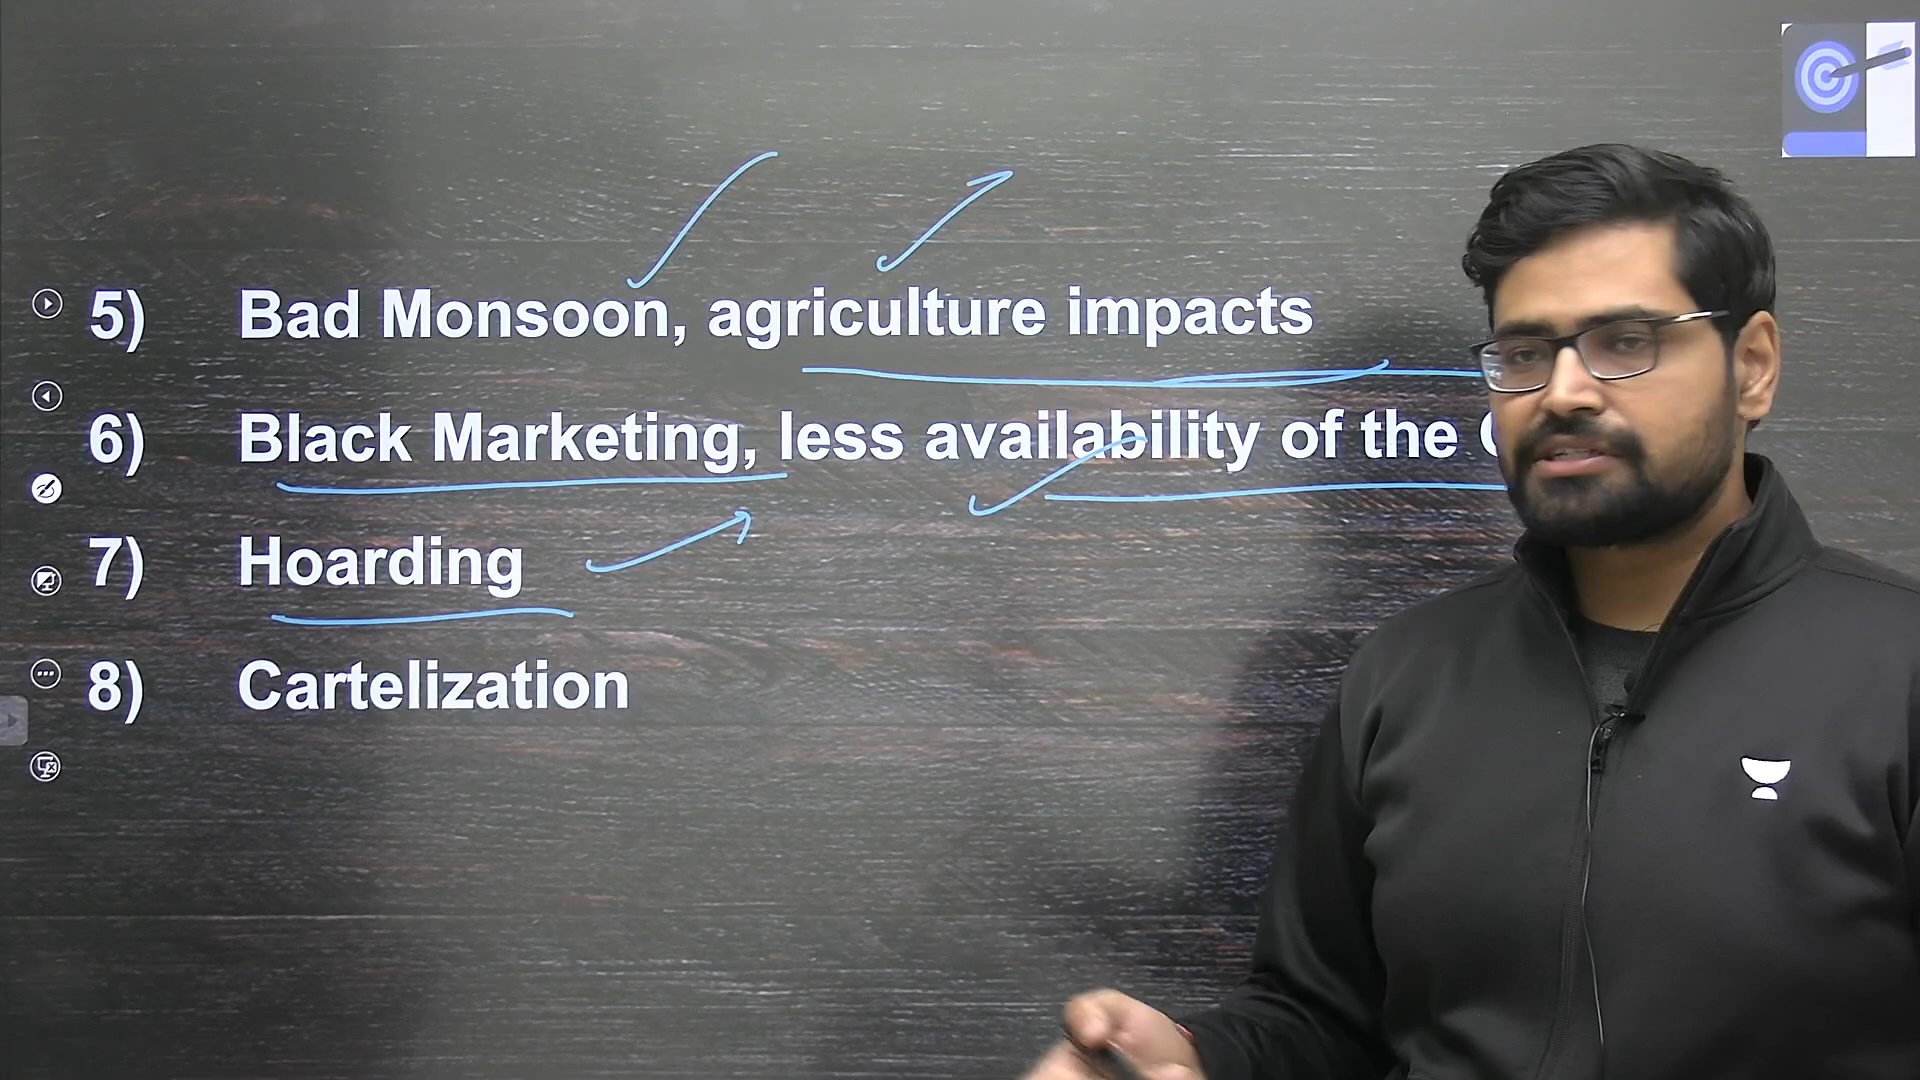 5) Bad Monsoon, agriculture impacts
6) Black Marketing, less availability of the
7) Hoarding
8) Cartelization